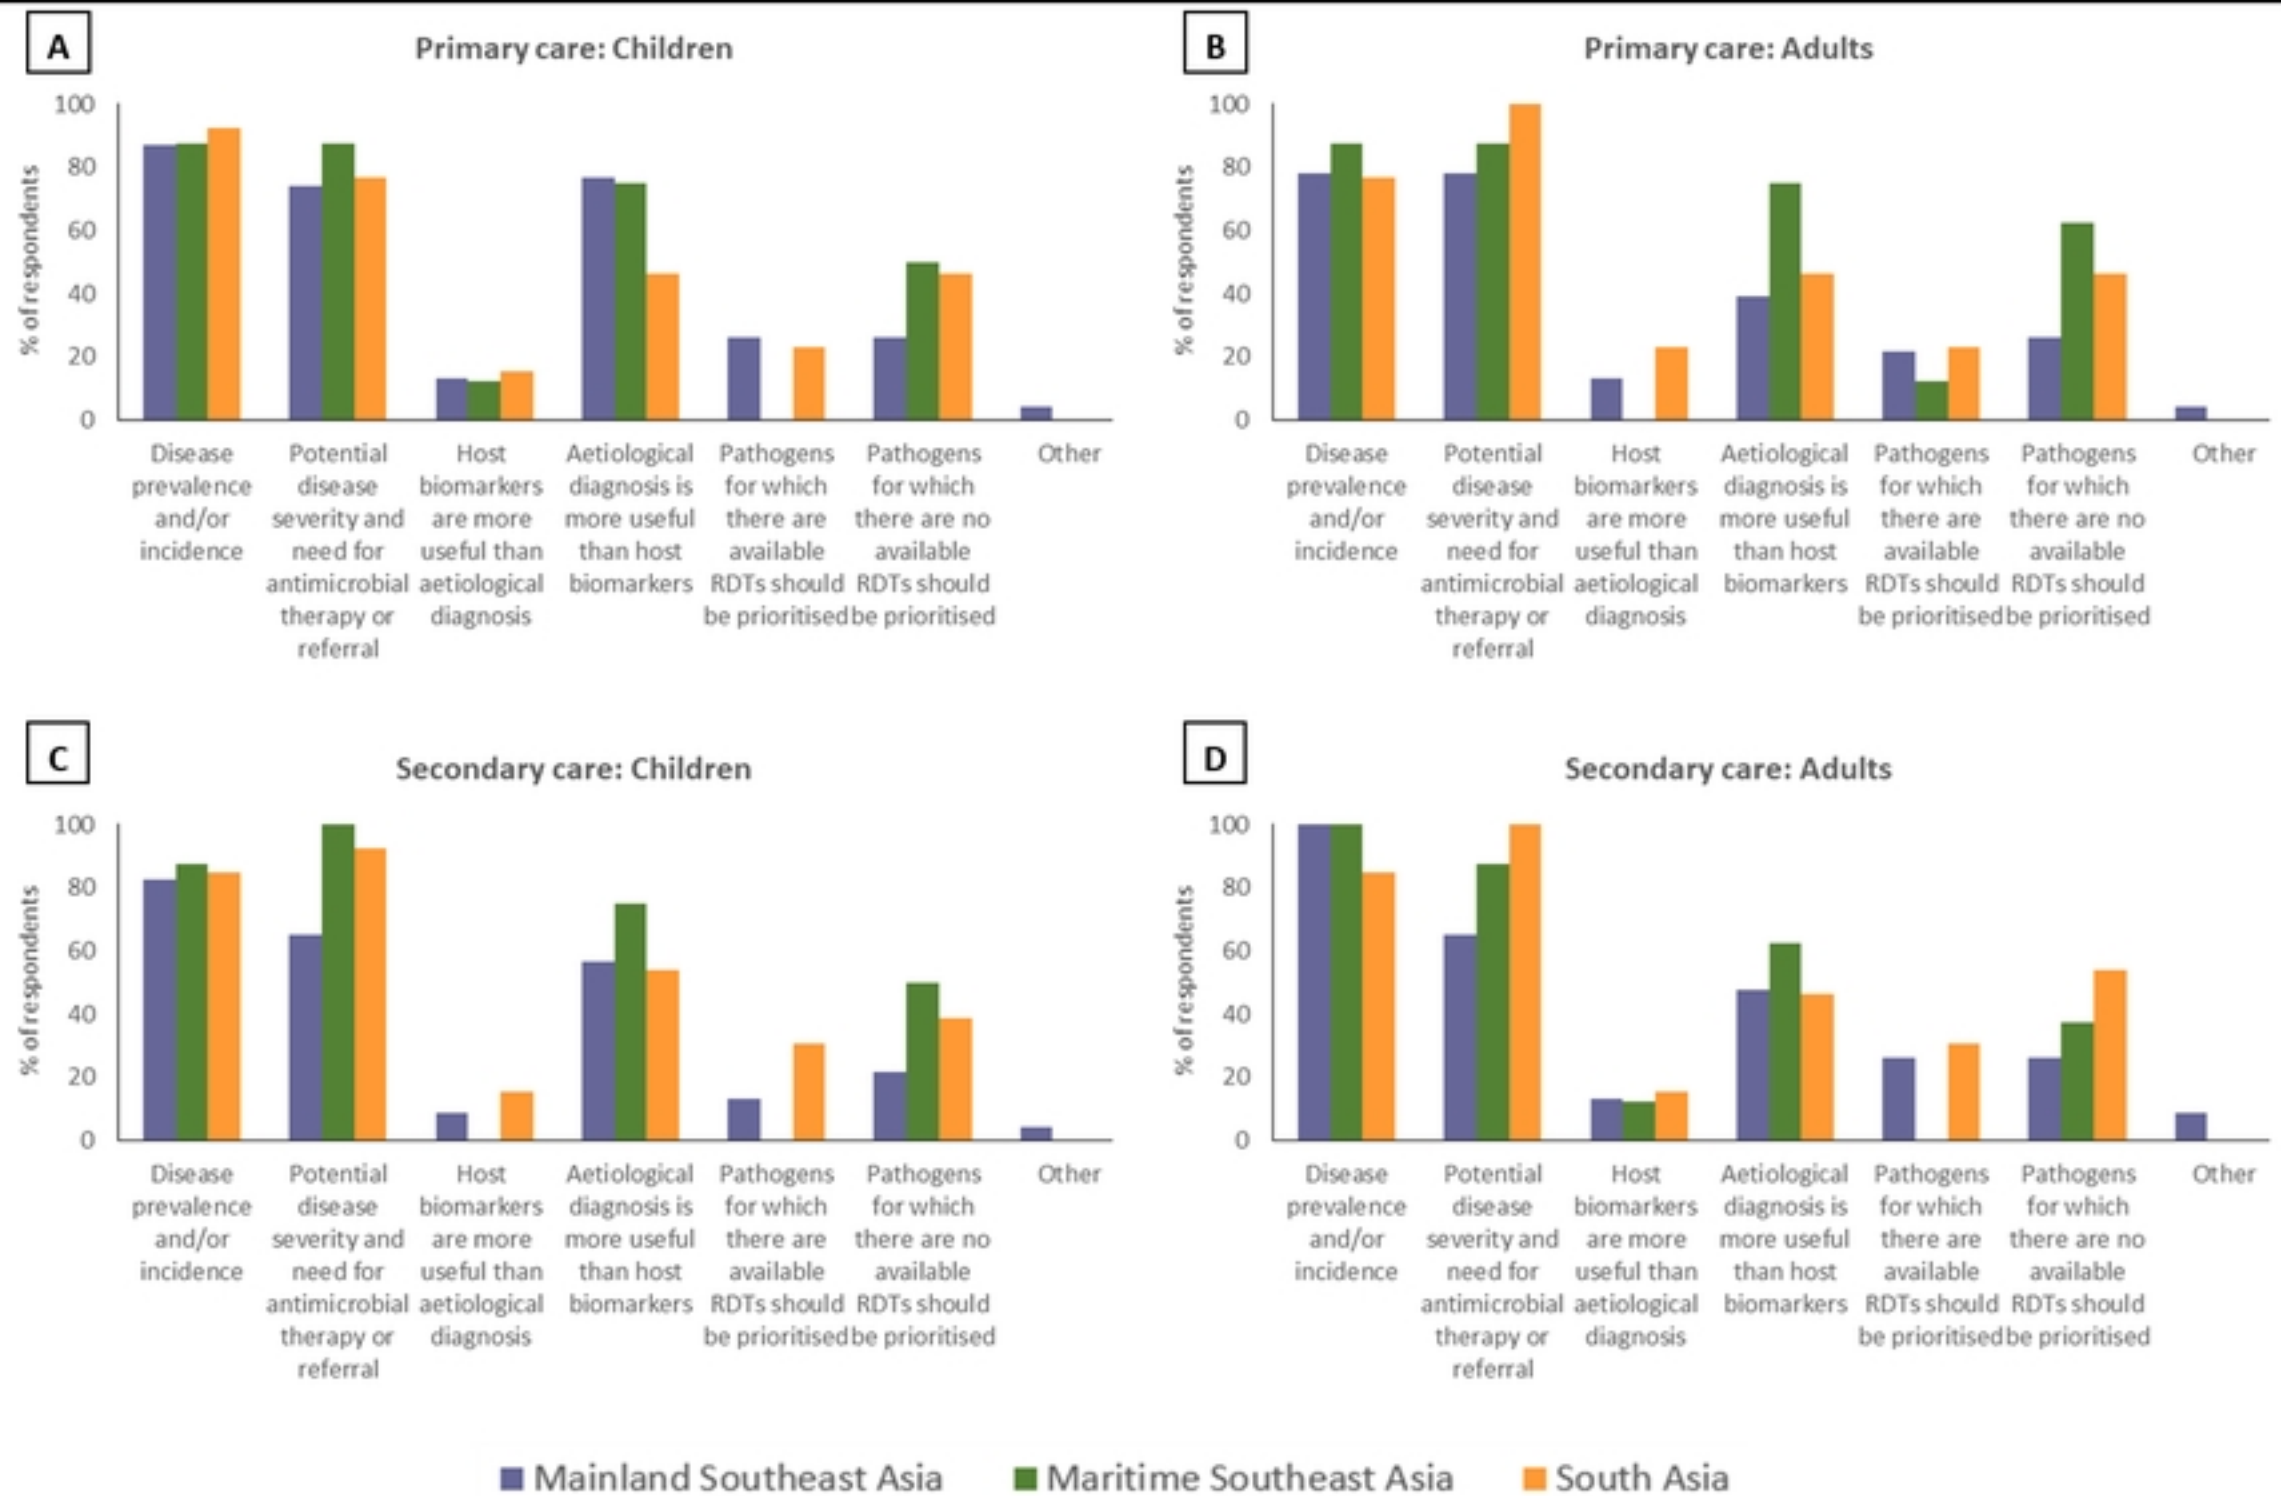 A
Primary care: Children
% of respondents
100
80
60
40
20
0
Disease
prevalence
and/or
incidence
Potential
disease
severity and
need for
antimicrobial
therapy or
referral
Host
biomarkers
are more
useful than
aetiological
diagnosis
Aetiological
diagnosis is
more useful
than host
biomarkers
Pathogens
for which
there are
available
RDTs should
be prioritised
Pathogens
for which
there are no
available
RDTs should
be prioritised
Other
B
Primary care: Adults
% of respondents
100
80
60
40
20
0
Disease
prevalence
and/or
incidence
Potential
disease
severity and
need for
antimicrobial
therapy or
referral
Host
biomarkers
are more
useful than
aetiological
diagnosis
Aetiological
diagnosis is
more useful
than host
biomarkers
Pathogens
for which
there are
available
RDTs should
be prioritised
Pathogens
for which
there are no
available
RDTs should
be prioritised
Other
C
Secondary care: Children
% of respondents
100
80
60
40
20
0
Disease
prevalence
and/or
incidence
Potential
disease
severity and
need for
antimicrobial
therapy or
referral
Host
biomarkers
are more
useful than
aetiological
diagnosis
Aetiological
diagnosis is
more useful
than host
biomarkers
Pathogens
for which
there are
available
RDTs should
be prioritised
Pathogens
for which
there are no
available
RDTs should
be prioritised
Other
D
Secondary care: Adults
% of respondents
100
80
60
40
20
0
Disease
prevalence
and/or
incidence
Potential
disease
severity and
need for
antimicrobial
therapy or
referral
Host
biomarkers
are more
useful than
aetiological
diagnosis
Aetiological
diagnosis is
more useful
than host
biomarkers
Pathogens
for which
there are
available
RDTs should
be prioritised
Pathogens
for which
there are no
available
RDTs should
be prioritised
Other
Mainland Southeast Asia
Maritime Southeast Asia
South Asia